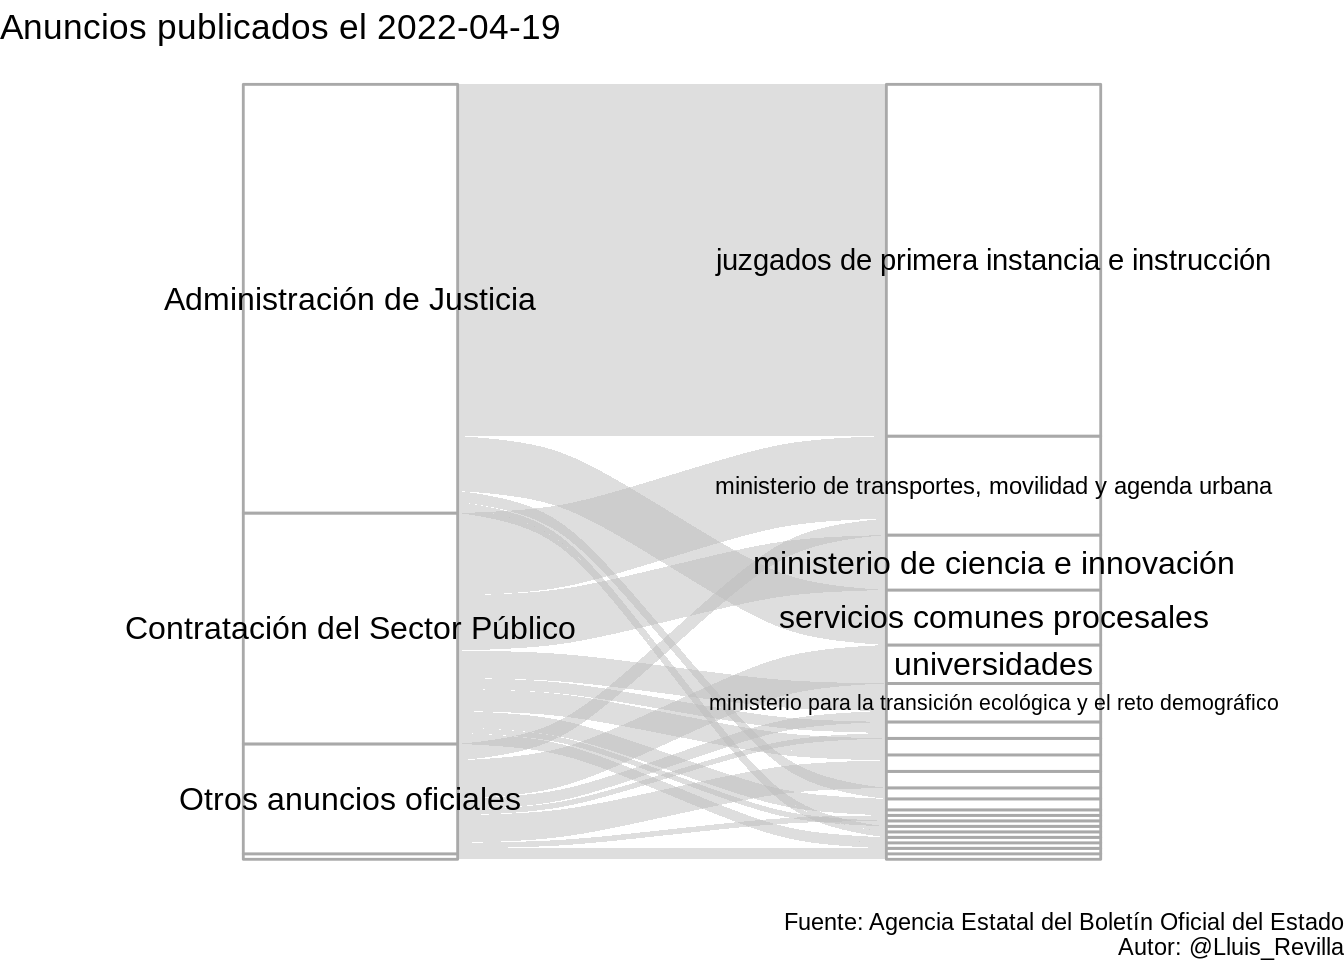 Anuncios publicados el 2022-04-19
juzgados de primera instancia e instrucción
Administración de Justicia
ministerio de transportes, movilidad y agenda urbana
ministerio de ciencia e innovación
servicios comunes procesales
Contratación del Sector Público
universidades
ministerio para la transición ecológica y el reto demográfico
Otros anuncios oficiales
Fuente: Agencia Estatal del Boletín Oficial del Estado
Autor: @Lluis_Revilla